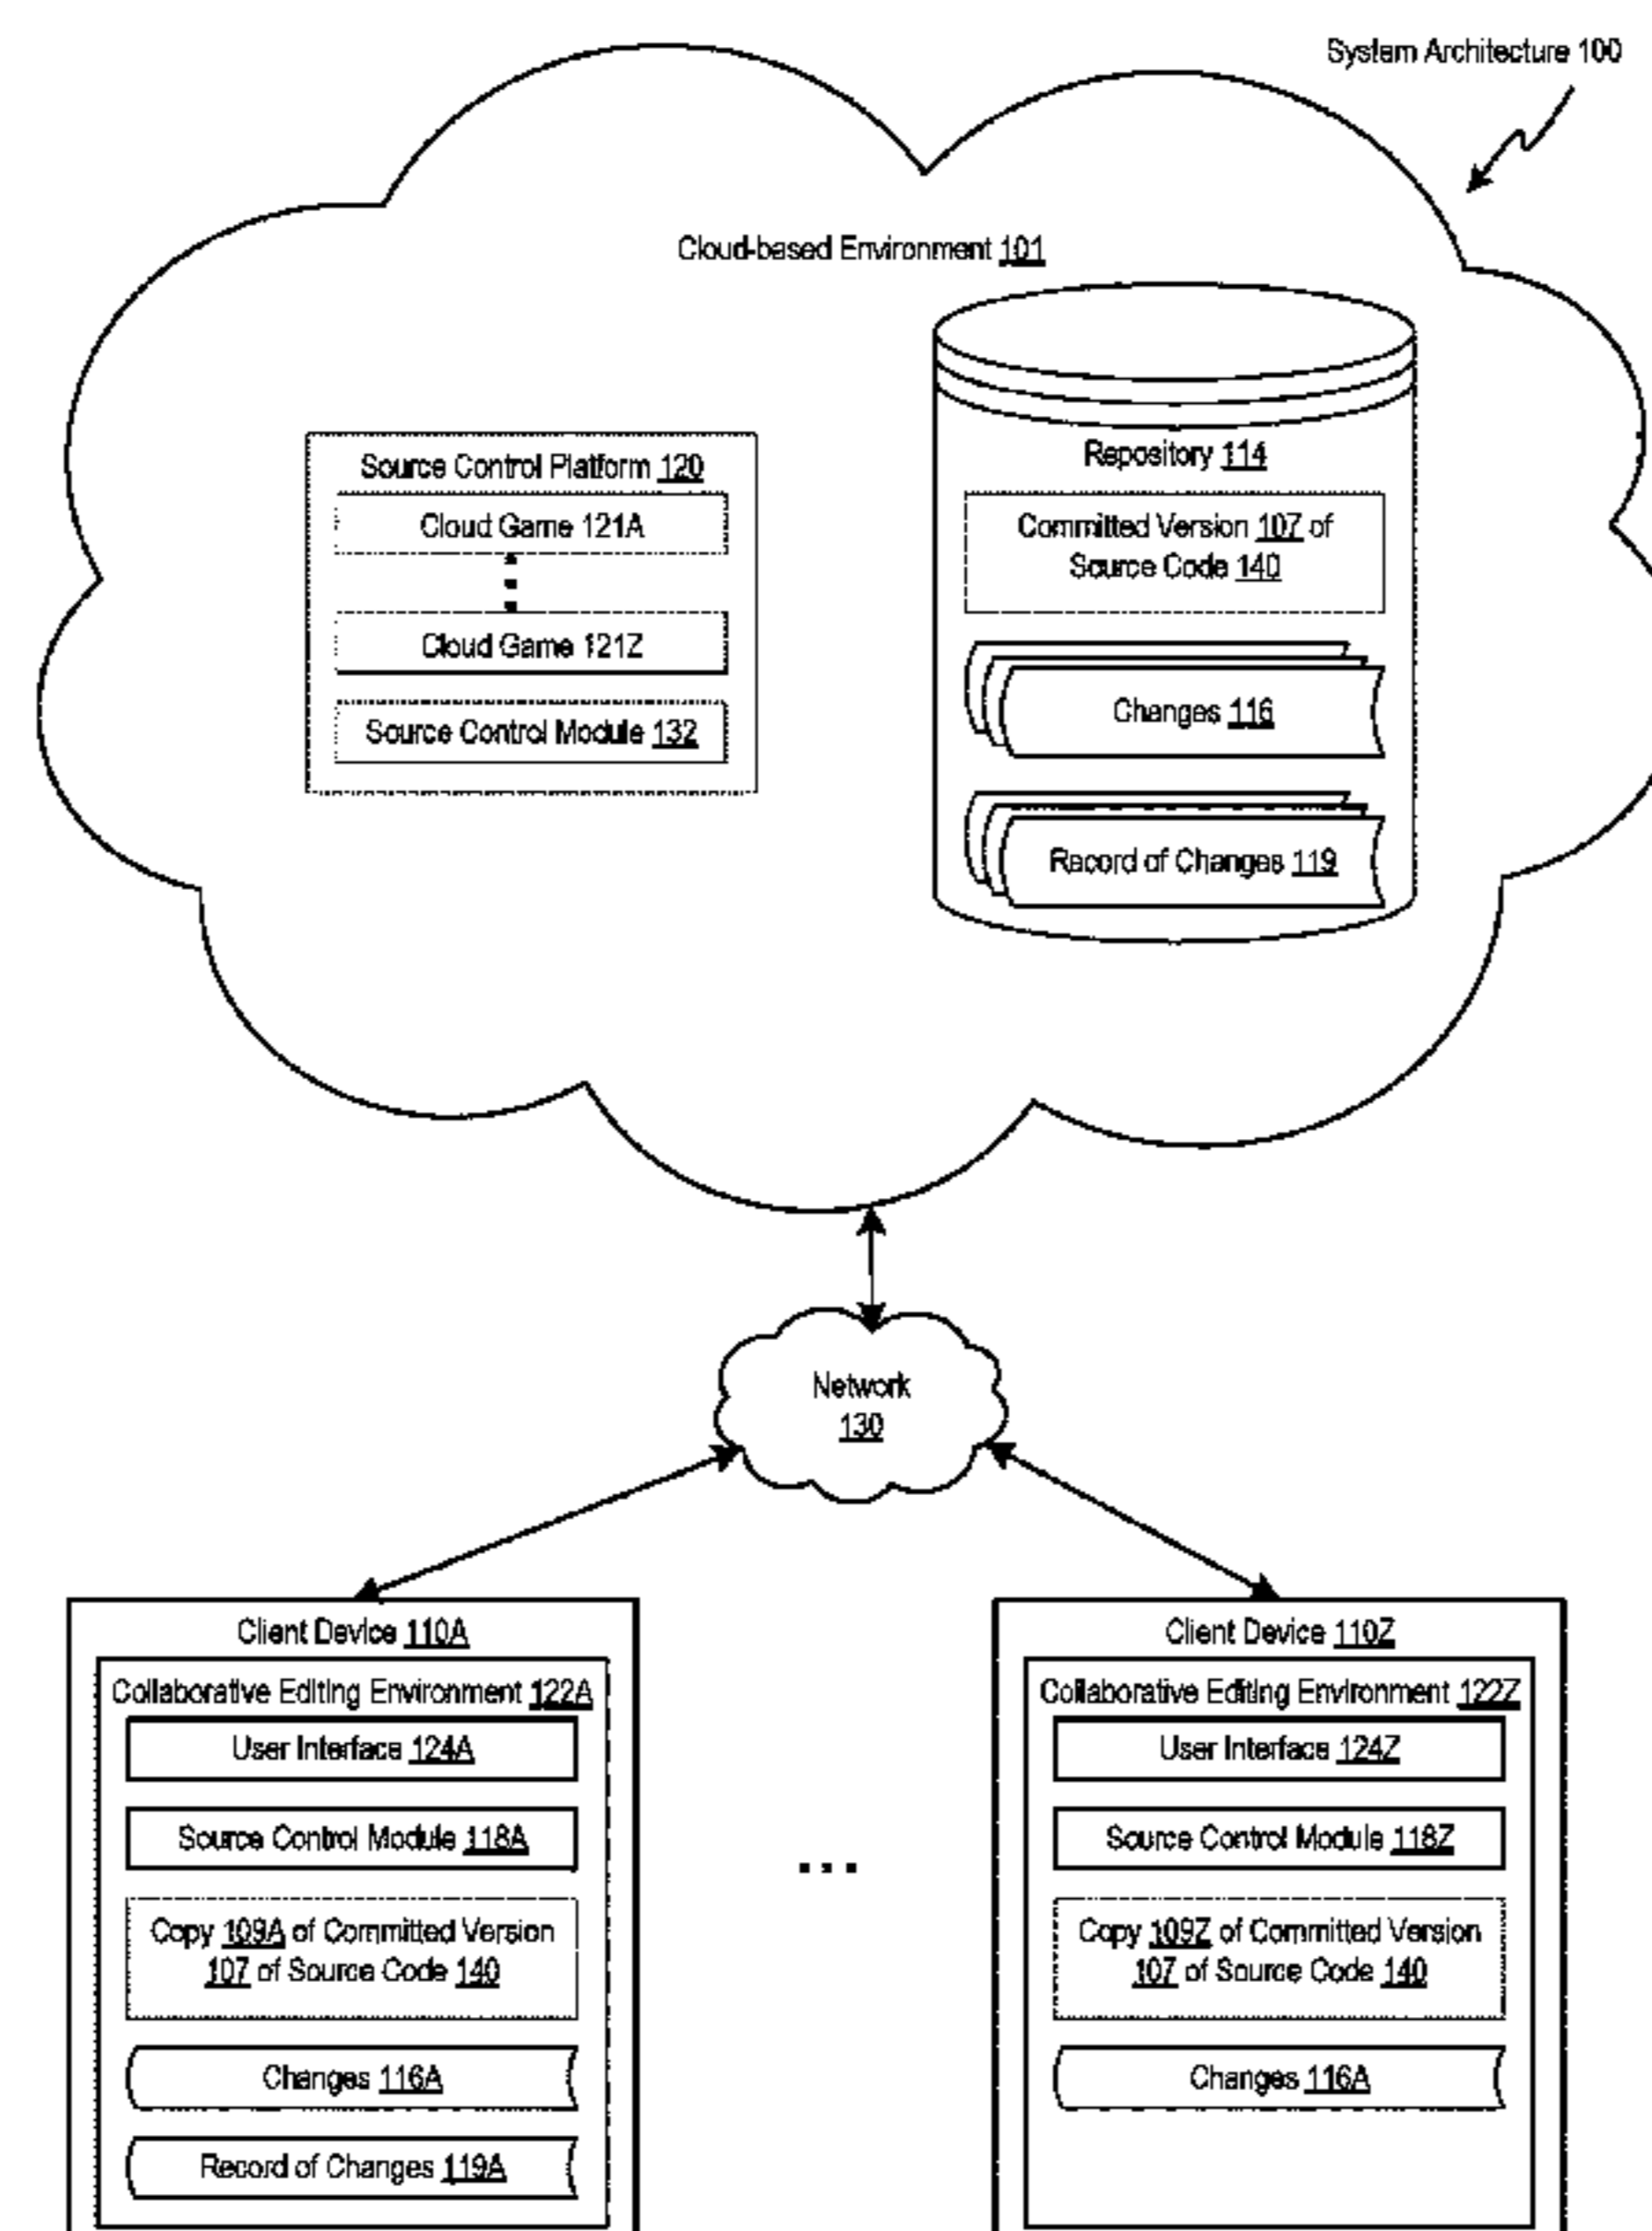 System Architecture 100
Cloud-based Environment 101
Source Control Platform 120
Cloud Game 121A
Cloud Game 121Z
Source Control Module 132
Repository 114
Committed Version 107 of
Source Code 140
Changes 116
Record of Changes 119
Network
130
Client Device 110A
Collaborative Editing Environment 122A
User Interface 124A
Source Control Module 118A
Copy 109A of Committed Version
107 of Source Code 140
Changes 116A
Record of Changes 119A
...
Client Device 110Z
Collaborative Editing Environment 122Z
User Interface 124Z
Source Control Module 118Z
Copy 109Z of Committed Version
107 of Source Code 140
Changes 116A